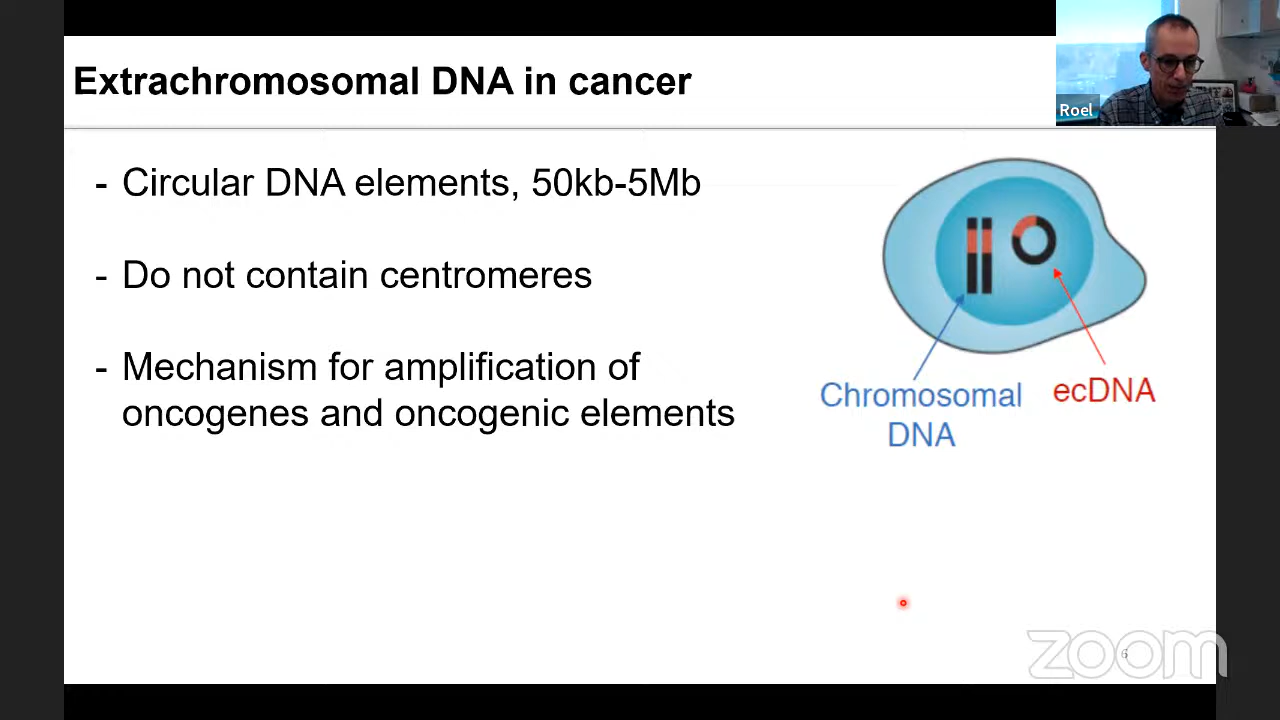 Extrachromosomal DNA in cancer
Roel
- Circular DNA elements, 50kb-5Mb
- Do not contain centromeres
- Mechanism for amplification of
oncogenes and oncogenic elements
Chromosomal
DNA
ecDNA
zoom
6